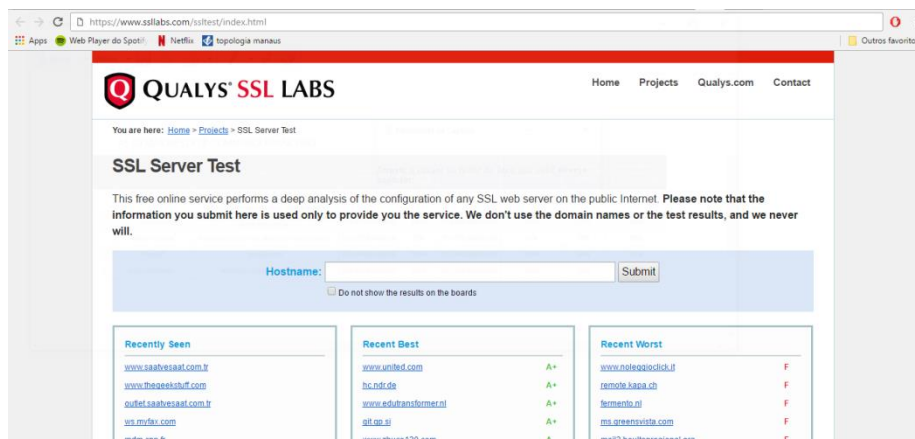 https://www.ssllabs.com/ssltest/index.html
Apps Web Player do Spotify Netflix topologia manaus Outros favorito
QUALYS® SSL LABS
Home Projects Qualys.com Contact
You are here: Home > Projects > SSL Server Test
SSL Server Test
This free online service performs a deep analysis of the configuration of any SSL web server on the public Internet. Please note that the
information you submit here is used only to provide you the service. We don't use the domain names or the test results, and we never
will.
Hostname: Submit
Do not show the results on the boards
Recently Seen Recent Best Recent Worst
www.saatvesaat.com.tr www.united.com A+ www.noleggioclick.it F
www.thegeekstuff.com hc.ndr.de A+ remote.kapa.ch F
outlet.saatvesaat.com.tr www.edutransformer.nl A+ fermento.nl F
ws.myfax.com git.gp.si A+ ms.greensvista.com F